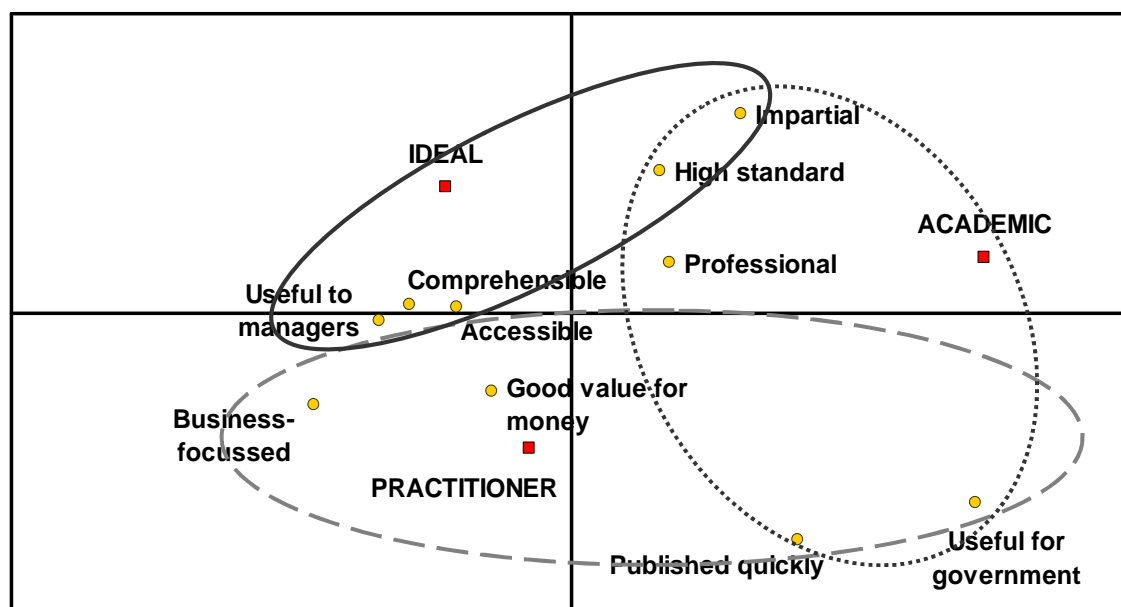 Impartial
IDEAL
High standard
ACADEMIC
Professional
Comprehensible
Useful to
managers
Accessible
Good value for
money
Business-
focussed
PRACTITIONER
Published quickly
Useful for
government